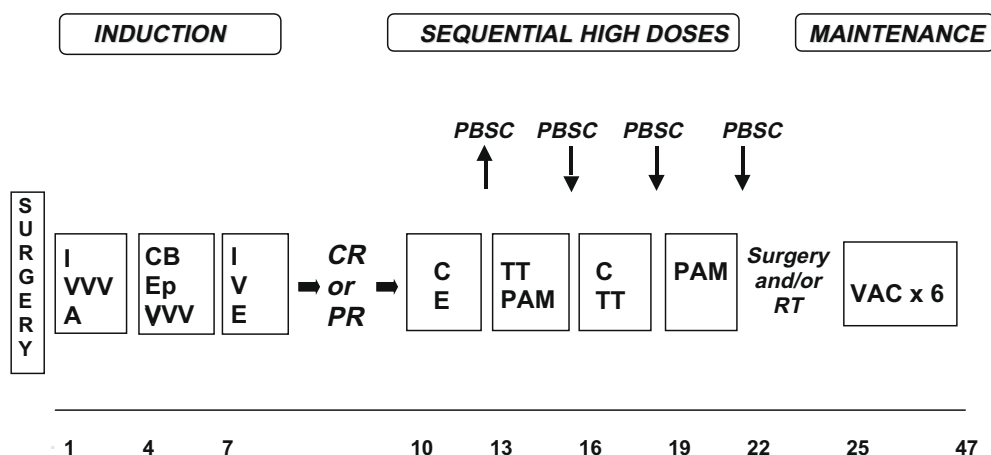 INDUCTION
SEQUENTIAL HIGH DOSES
MAINTENANCE
PBSC
PBSC
PBSC
PBSC
SURGERY
I
VVV
A
CB
Ep
VVV
I
V
E
CR
or
PR
C
E
TT
PAM
C
TT
PAM
Surgery
and/or
RT
VAC x 6
1 4 7 10 13 16 19 22 25 47